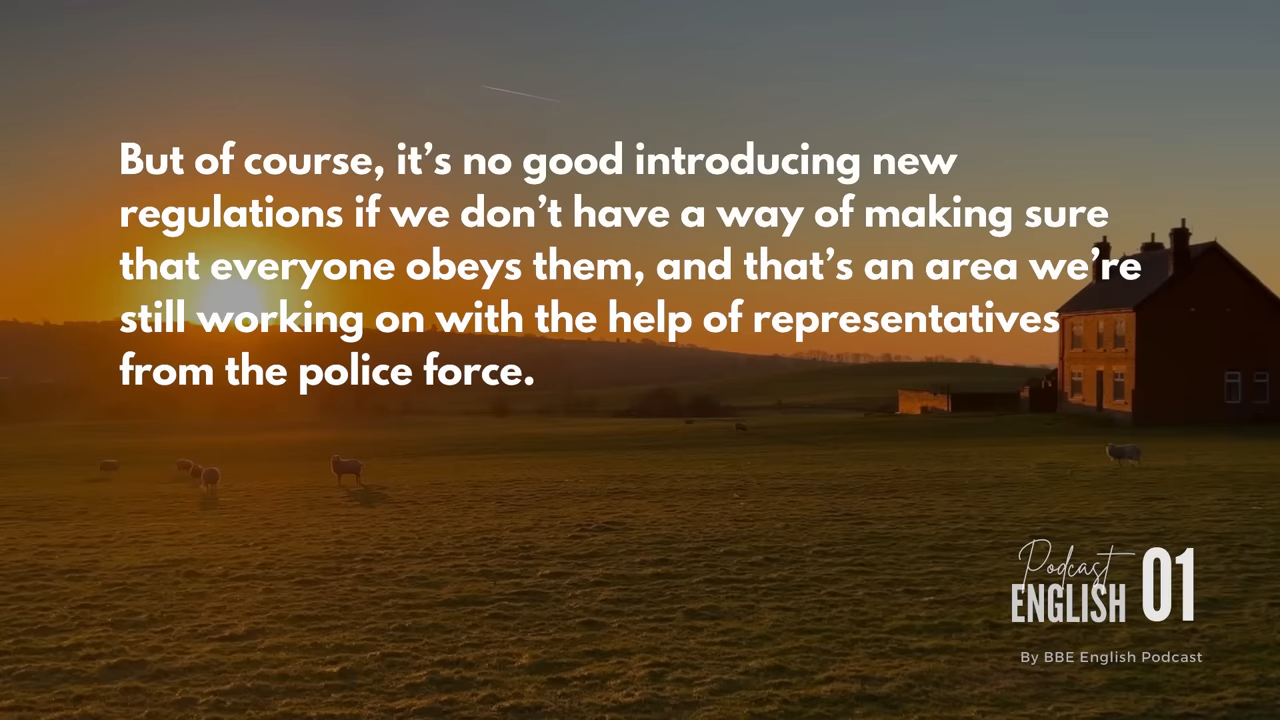 But of course, it's no good introducing new
regulations if we don't have a way of making sure
that everyone obeys them, and that's an area we're
still working on with the help of representatives
from the police force.
Podcast
ENGLISH 01
By BBE English Podcast